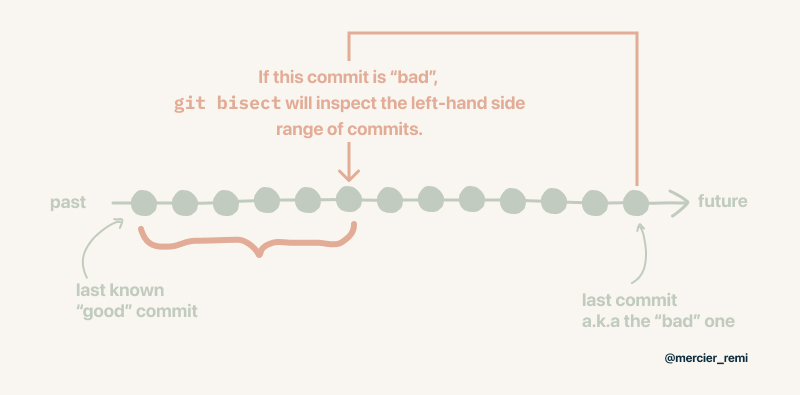 If this commit is “bad”,
git bisect will inspect the left-hand side
range of commits.
past
future
last known
“good” commit
last commit
a.k.a the “bad” one
@mercier_remi